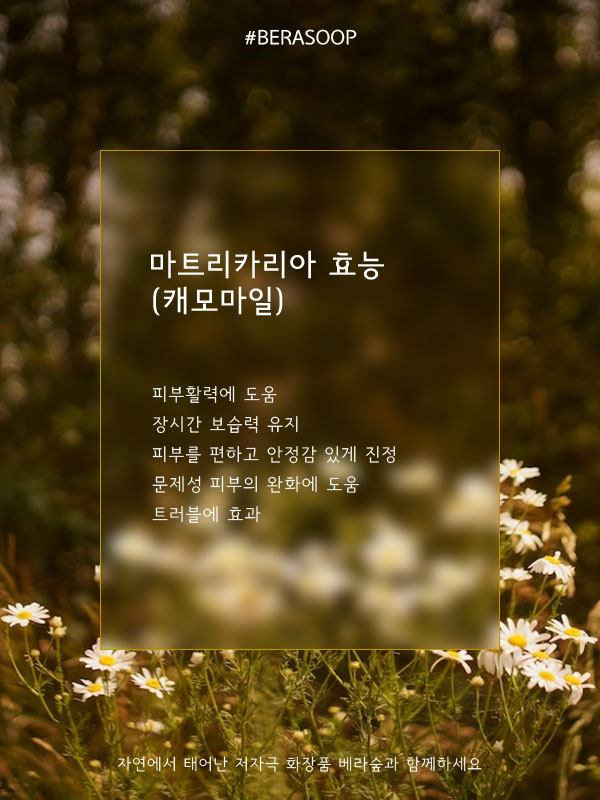 #BERASOOP
마트리카리아 효능
(캐모마일)
피부활력에 도움
장시간 보습력 유지
피부를 편하고 안정감 있게 진정
문제성 피부의 완화에 도움
트러블에 효과
자연에서 태어난 저자극 화장품 베라숲과 함께하세요